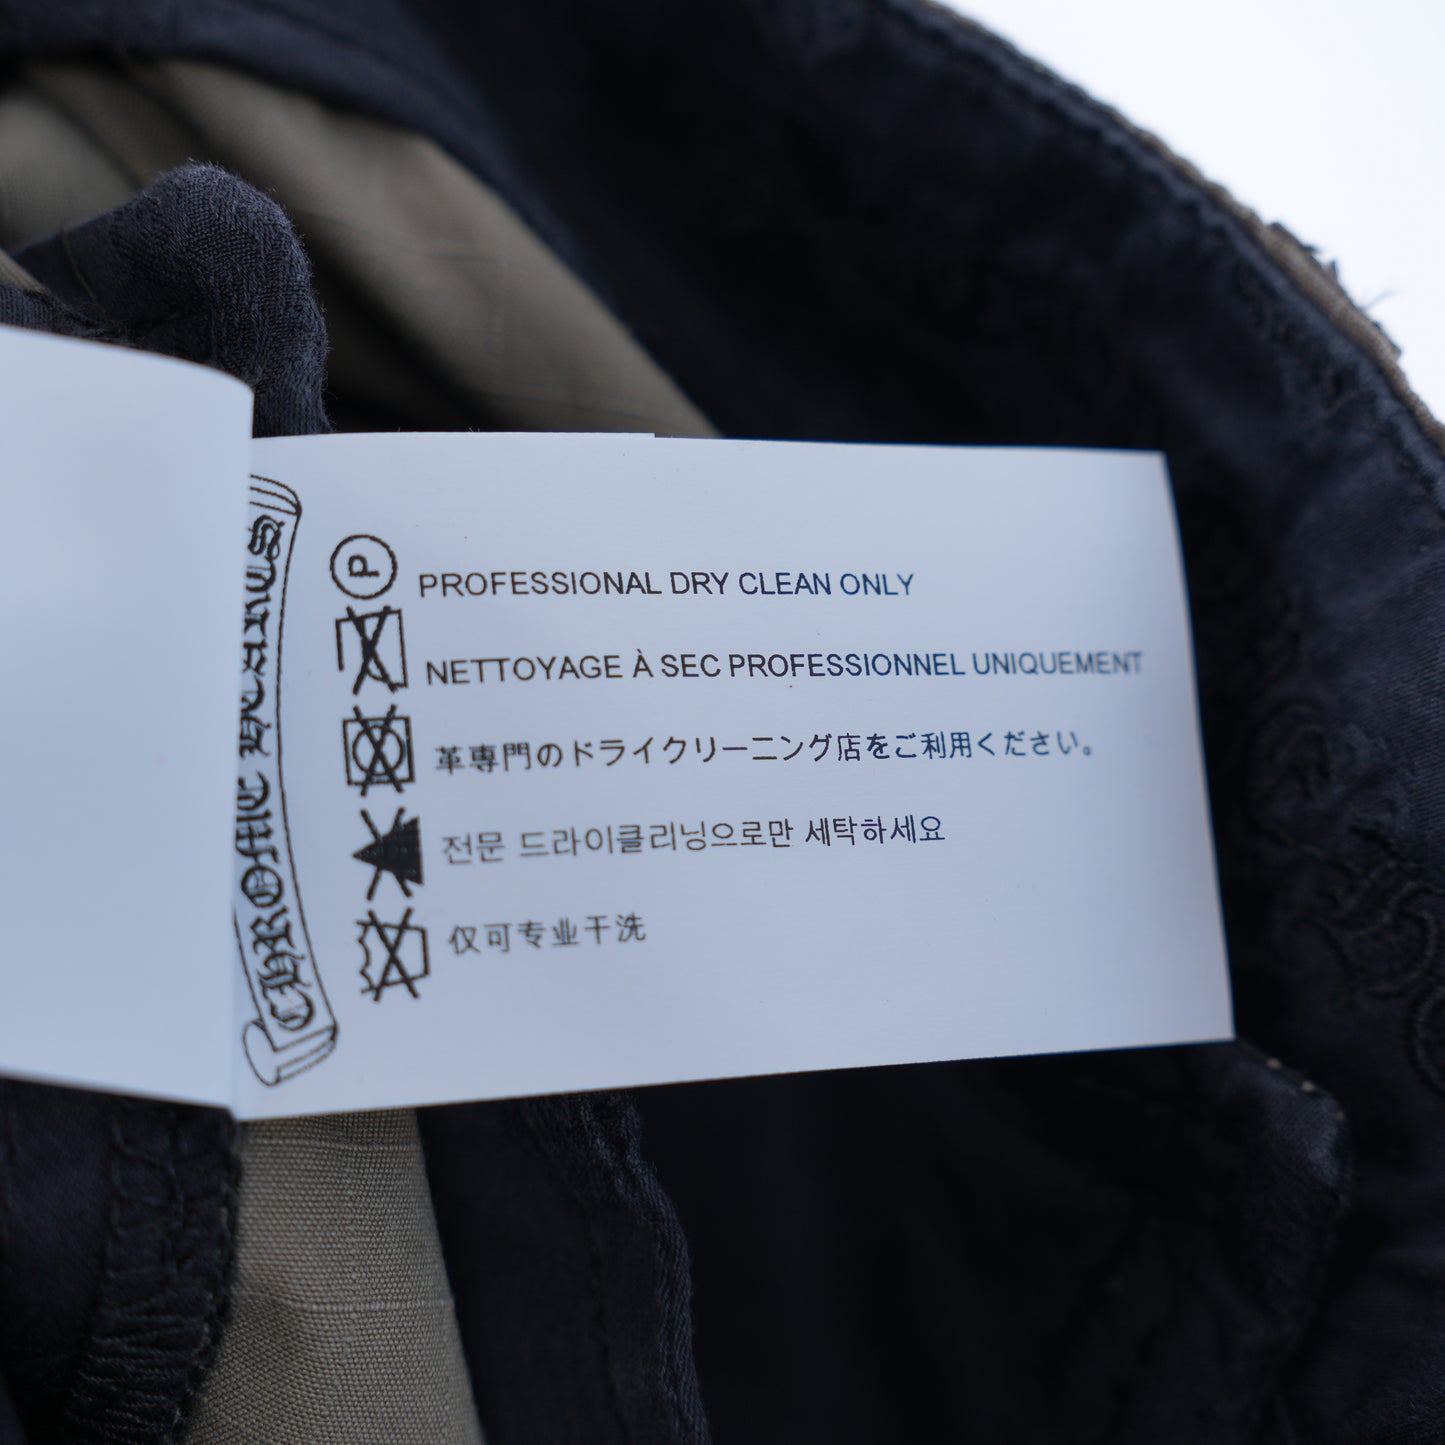 CHROME HEARTS
P
PROFESSIONAL DRY CLEAN ONLY
NETTOYAGE À SEC PROFESSIONNEL UNIQUEMENT
革専門のドライクリーニング店をご利用ください。
전문 드라이클리닝으로만 세탁하세요
仅可专业干洗